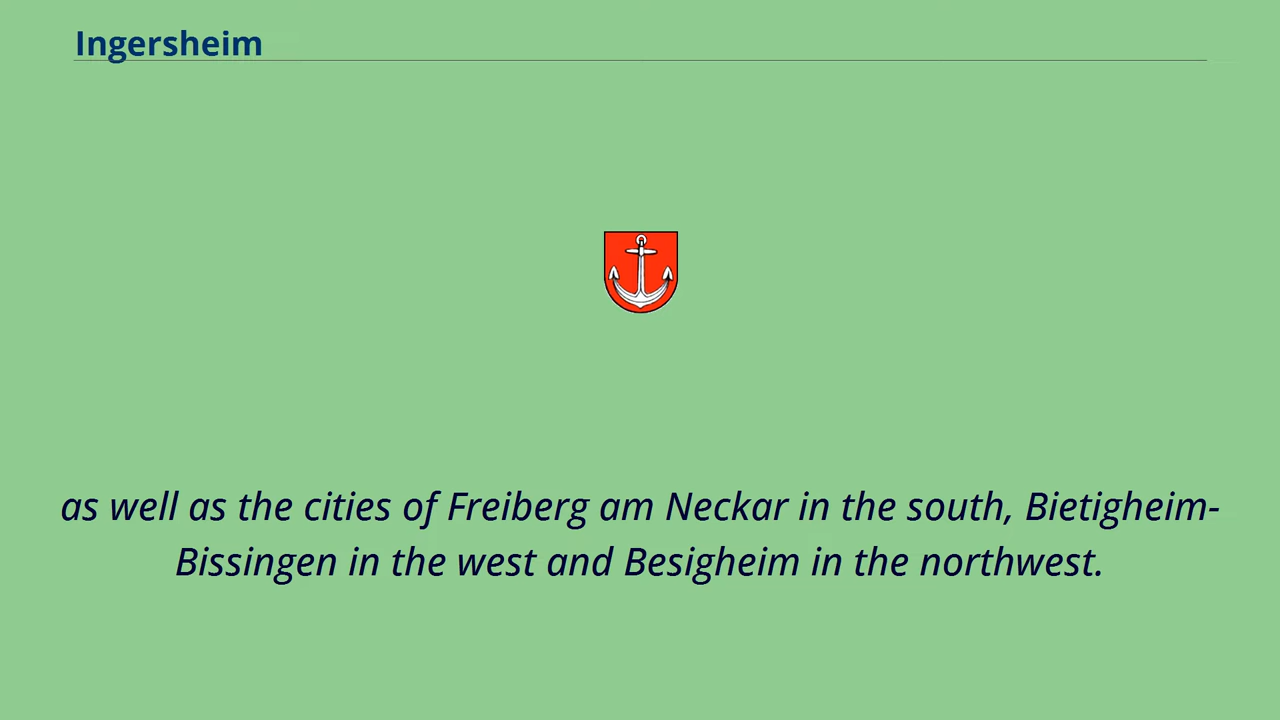 Ingersheim
as well as the cities of Freiberg am Neckar in the south, Bietigheim-
Bissingen in the west and Besigheim in the northwest.